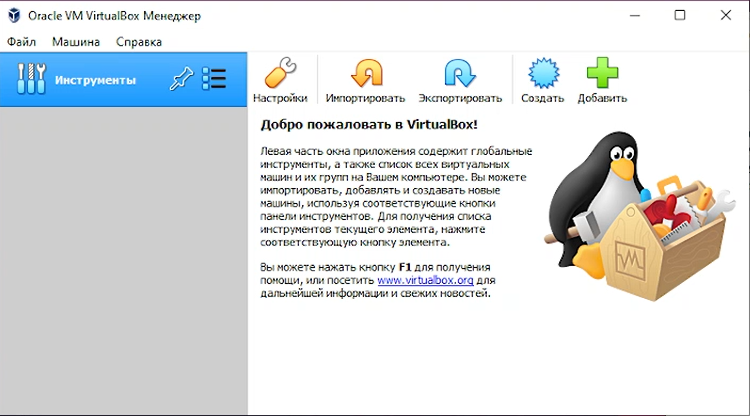 Oracle VM VirtualBox Менеджер
Файл Машина Справка
Инструменты
Настройки Импортировать Экспортировать Создать Добавить
Добро пожаловать в VirtualBox!
Левая часть окна приложения содержит глобальные
инструменты, а также список всех виртуальных
машин и их групп на Вашем компьютере. Вы можете
импортировать, добавлять и создавать новые
машины, используя соответствующие кнопки
панели инструментов. Для получения списка
инструментов текущего элемента, нажмите
соответствующую кнопку элемента.
Вы можете нажать кнопку F1 для получения
помощи, или посетить www.virtualbox.org для
дальнейшей информации и свежих новостей.